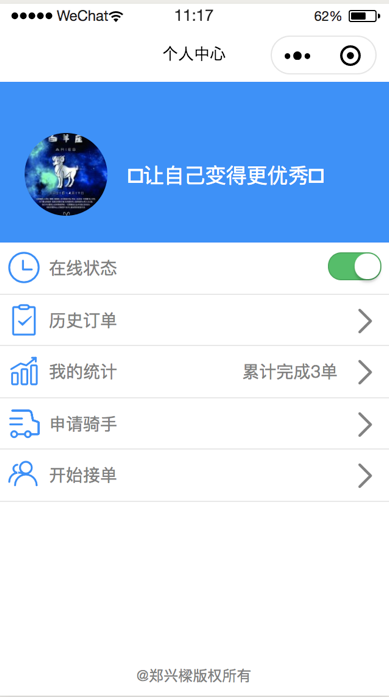 WeChat 11:17 62%
个人中心
让自己变得更优秀
在线状态
历史订单
我的统计 累计完成3单
申请骑手
开始接单
@郑兴樑版权所有